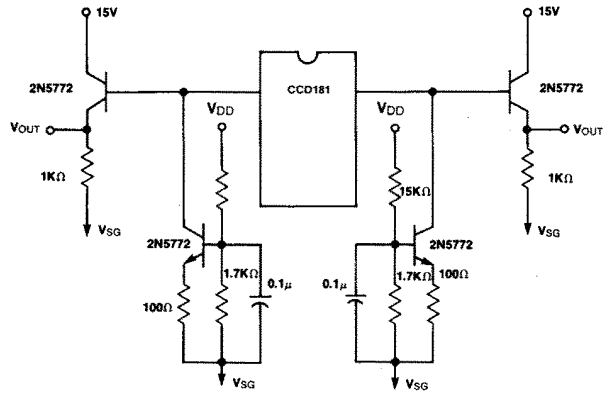 15V
15V
2N5772
CCD181
2N5772
VOUT
VDD
VDD
VOUT
1KΩ
15KΩ
1KΩ
VSG
VSG
2N5772
2N5772
1.7KΩ
0.1μ
0.1μ
1.7KΩ
100Ω
100Ω
VSG
VSG